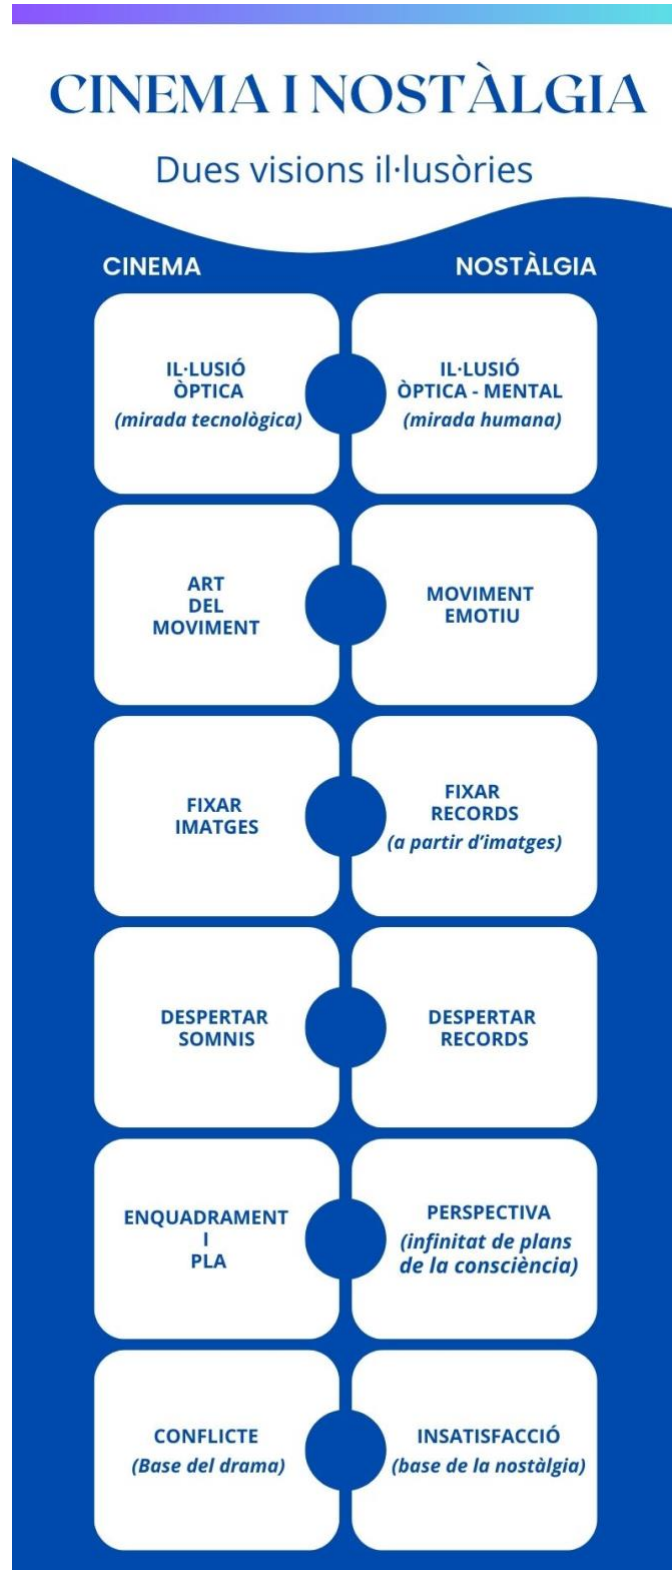 CINEMA I NOSTÀLGIA
Dues visions il·lusòries
CINEMA
NOSTÀLGIA
IL·LUSIÓ
ÒPTICA
(mirada tecnològica)
IL·LUSIÓ
ÒPTICA - MENTAL
(mirada humana)
ART
DEL
MOVIMENT
MOVIMENT
EMOTIU
FIXAR
IMATGES
FIXAR
RECORDS
(a partir d'imatges)
DESPERTAR
SOMNIS
DESPERTAR
RECORDS
ENQUADRAMENT
I
PLA
PERSPECTIVA
(infinitat de plans
de la consciència)
CONFLICTE
(Base del drama)
INSATISFACCIÓ
(base de la nostàlgia)